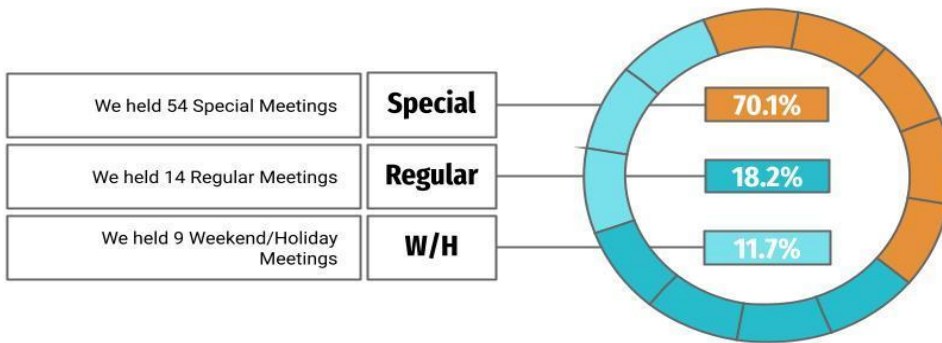 We held 54 Special Meetings
Special
70.1%
We held 14 Regular Meetings
Regular
18.2%
We held 9 Weekend/Holiday
Meetings
W/H
11.7%